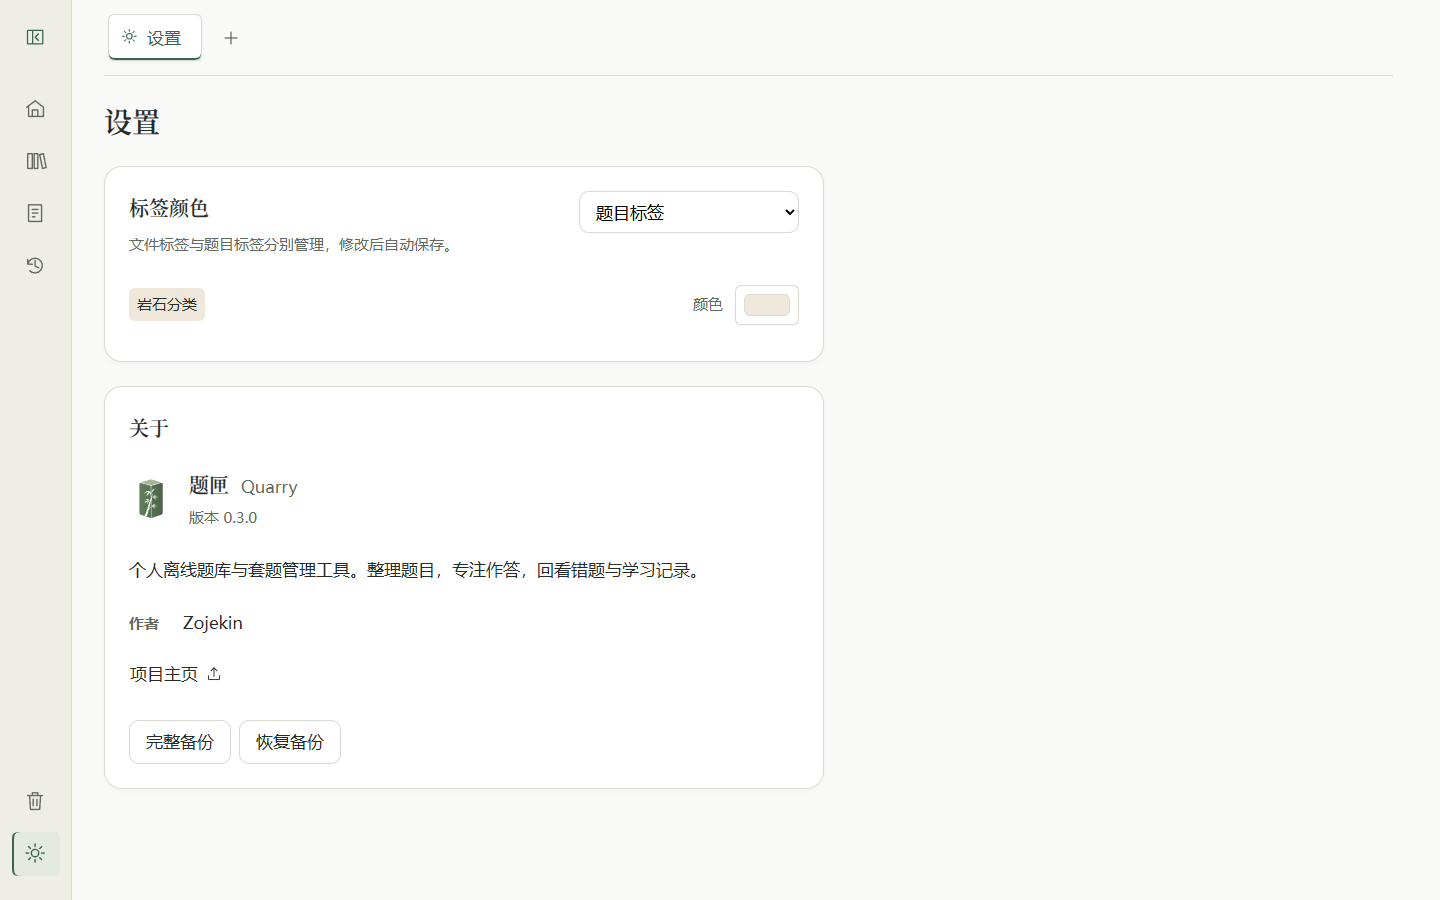 设置
设置
标签颜色
题目标签
文件标签与题目标签分别管理，修改后自动保存。
岩石分类
颜色
关于
题匣 Quarry
版本 0.3.0
个人离线题库与套题管理工具。整理题目，专注作答，回看错题与学习记录。
作者 Zojekin
项目主页
完整备份
恢复备份